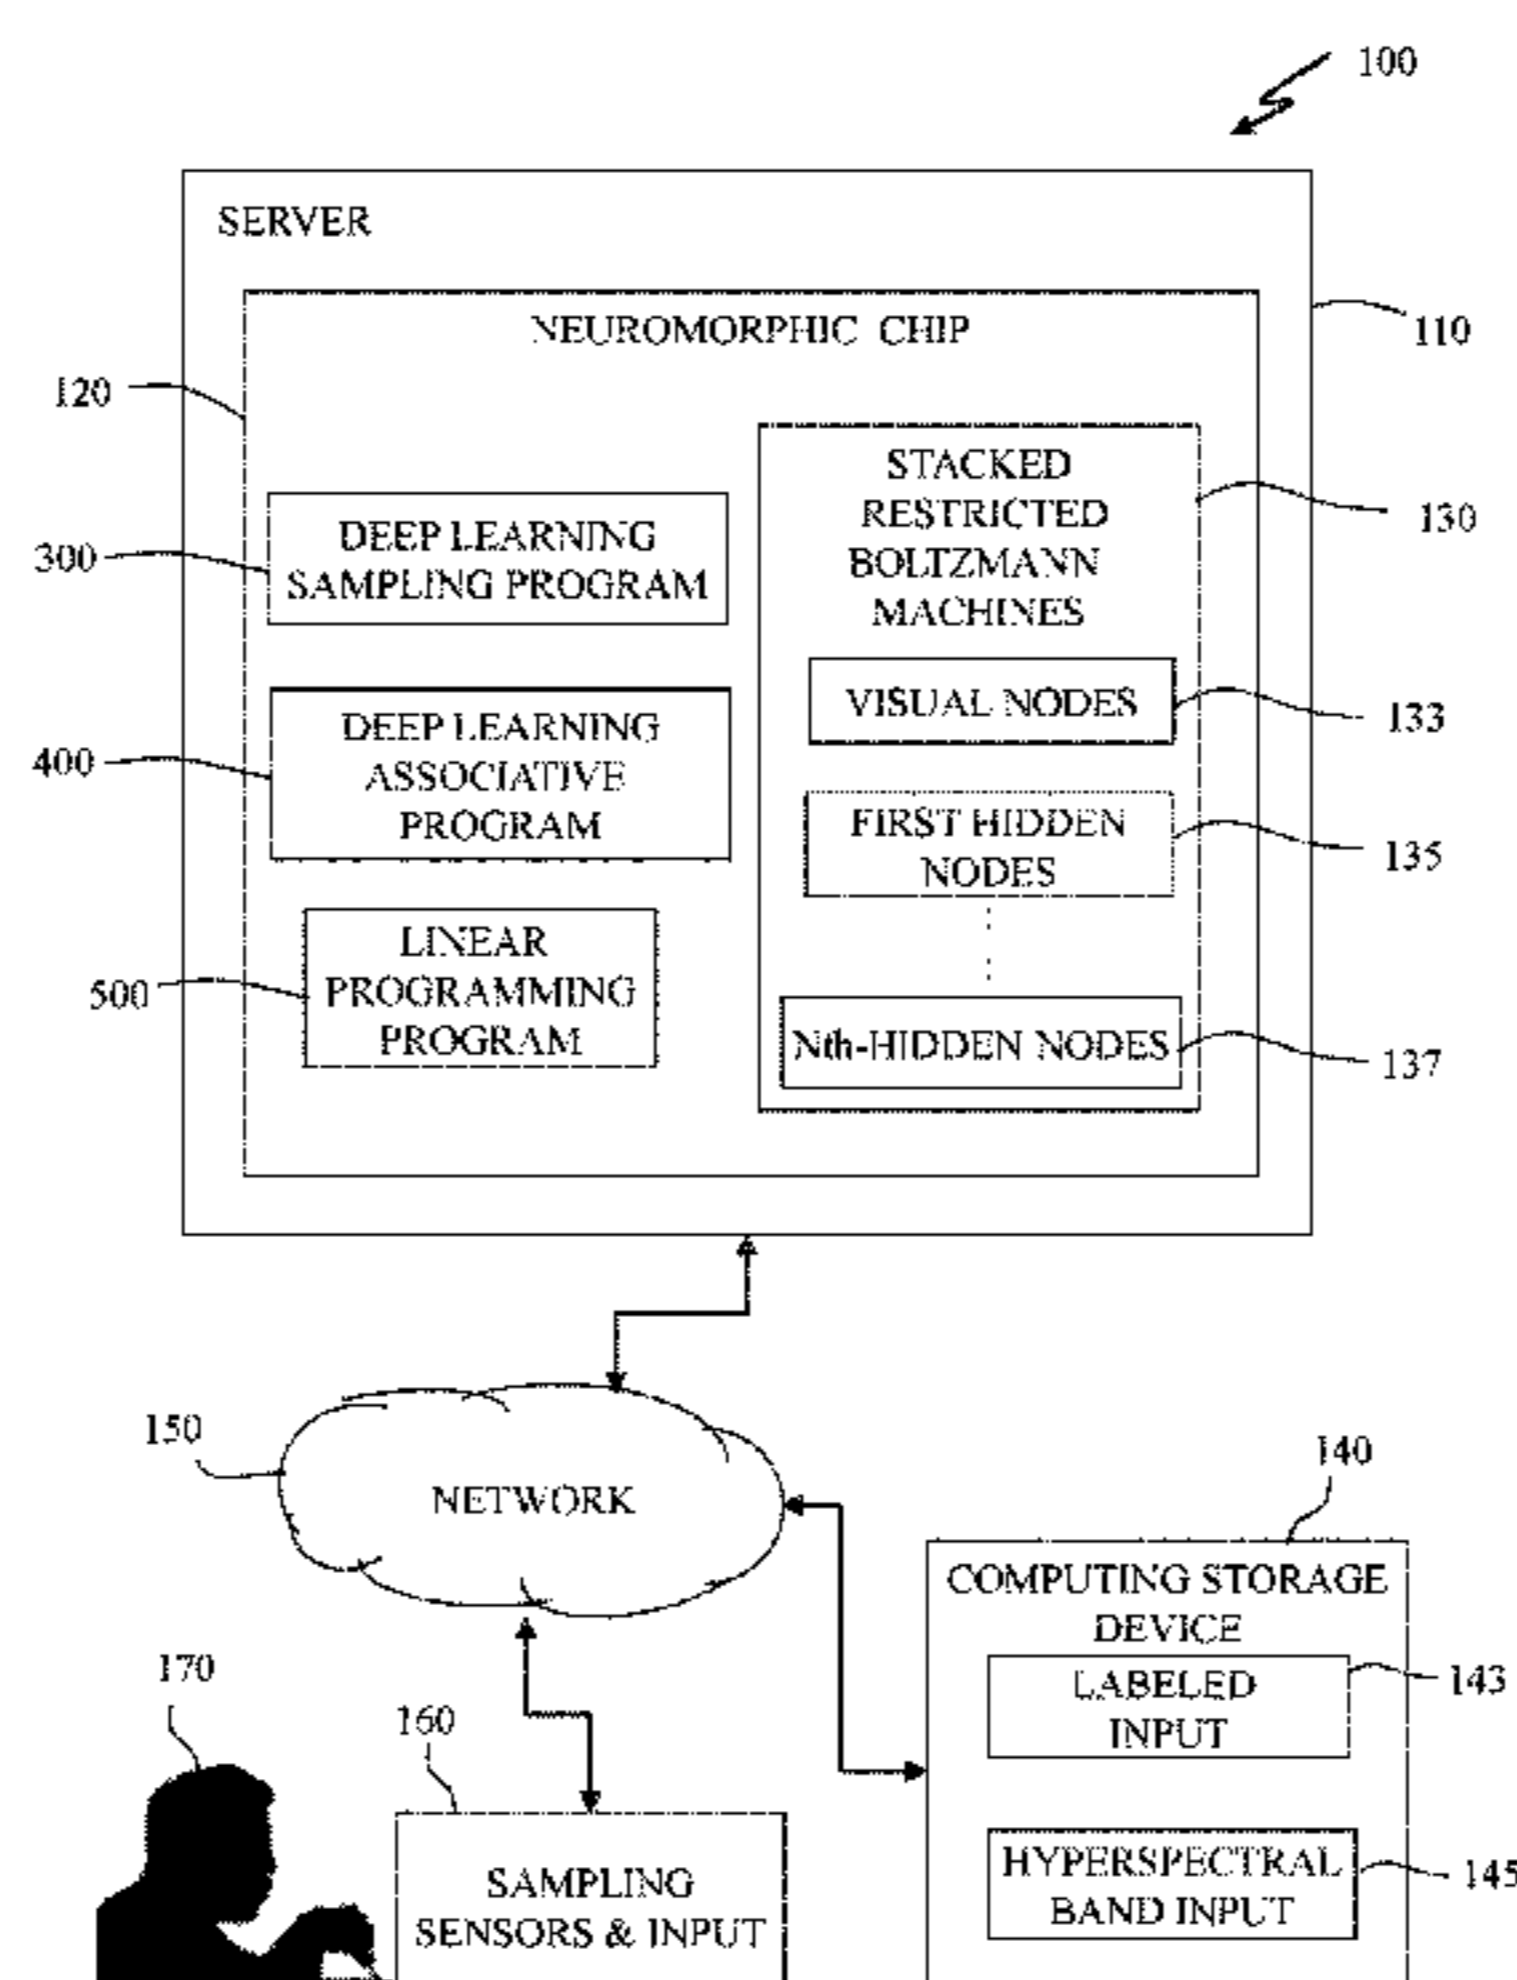 100
SERVER
NEUROMORPHIC CHIP
110
120
STACKED
RESTRICTED
BOLTZMANN
MACHINES
130
300
DEEP LEARNING
SAMPLING PROGRAM
VISUAL NODES
133
400
DEEP LEARNING
ASSOCIATIVE
PROGRAM
FIRST HIDDEN
NODES
135
500
LINEAR
PROGRAMMING
PROGRAM
Nth-HIDDEN NODES
137
150
NETWORK
140
COMPUTING STORAGE
DEVICE
LABELED
INPUT
143
HYPERSPECTRAL
BAND INPUT
145
170
160
SAMPLING
SENSORS & INPUT